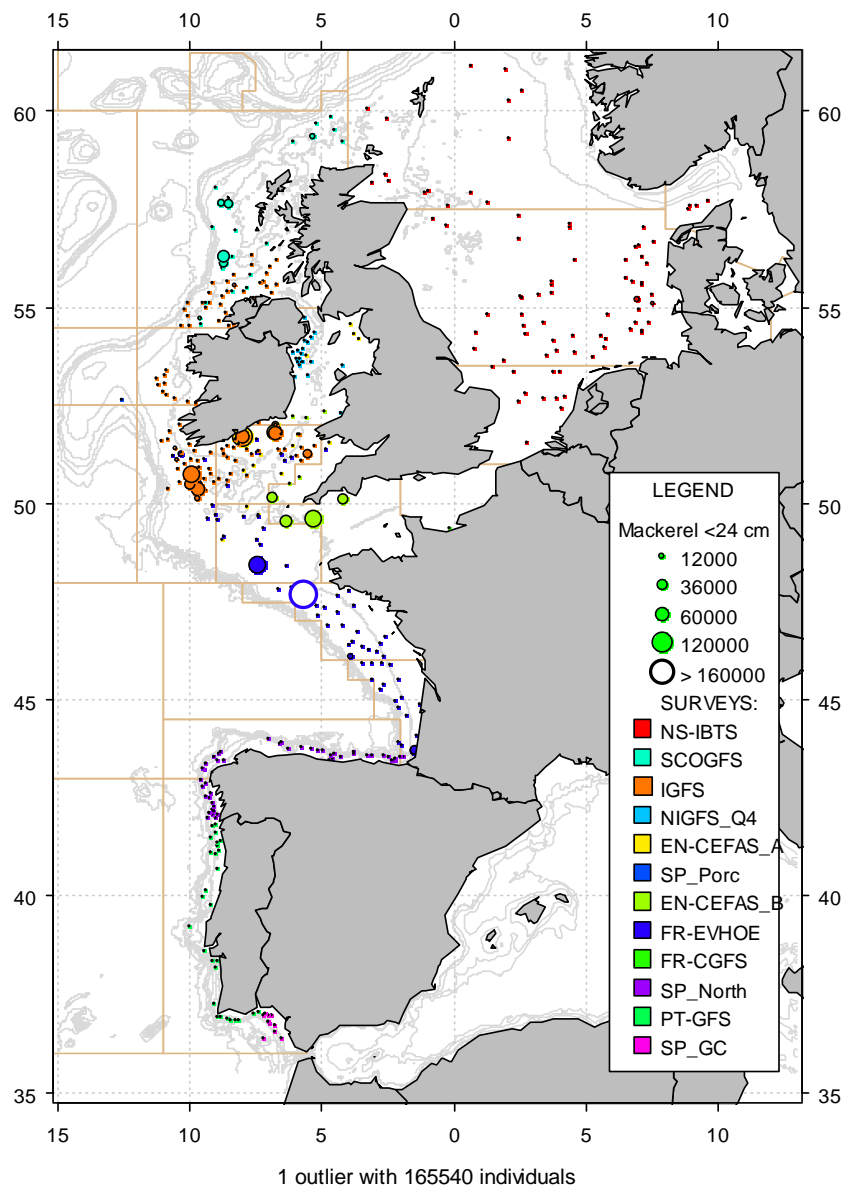 15 10 5 0 5 10
60 60
55 55
50 50
LEGEND
Mackerel <24 cm
12000
36000
60000
120000
> 160000
45 45
SURVEYS:
NS-IBTS
SCOGFS
IGFS
NIGFS_Q4
EN-CEFAS_A
SP_Porc
40 40
EN-CEFAS_B
FR-EVHOE
FR-CGFS
SP_North
PT-GFS
SP_GC
35 35
15 10 5 0 5 10
1 outlier with 165540 individuals